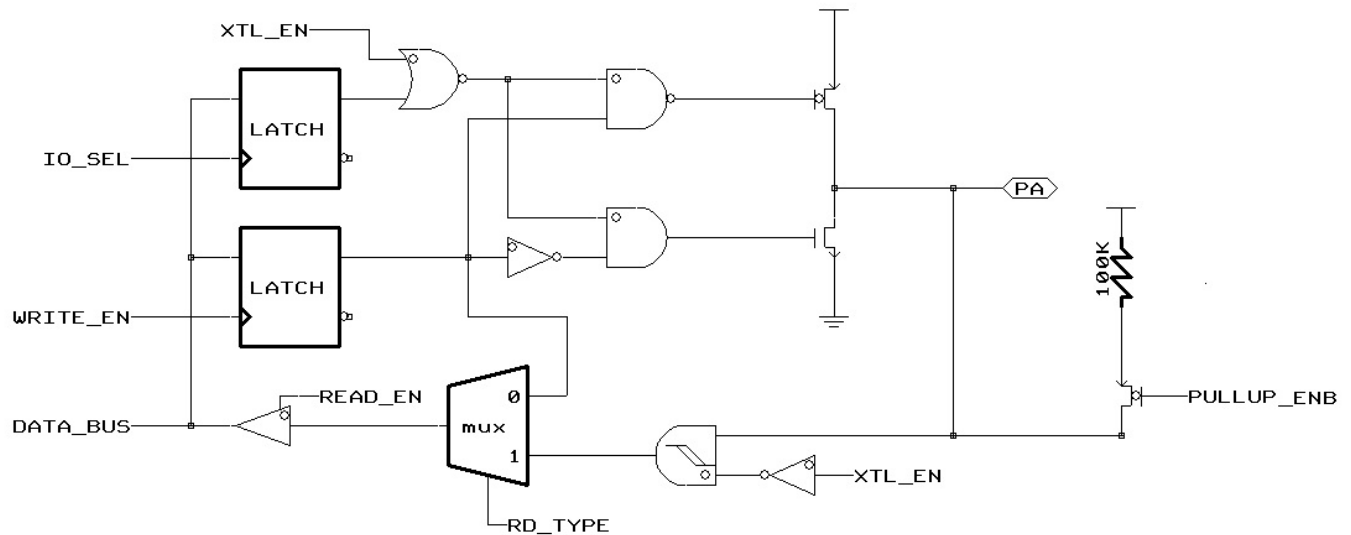 XTL_EN
LATCH
IO_SEL
PA
100K
LATCH
WRITE_EN
READ_EN
0
PULLUP_ENB
DATA_BUS
mux
1
XTL_EN
RD_TYPE